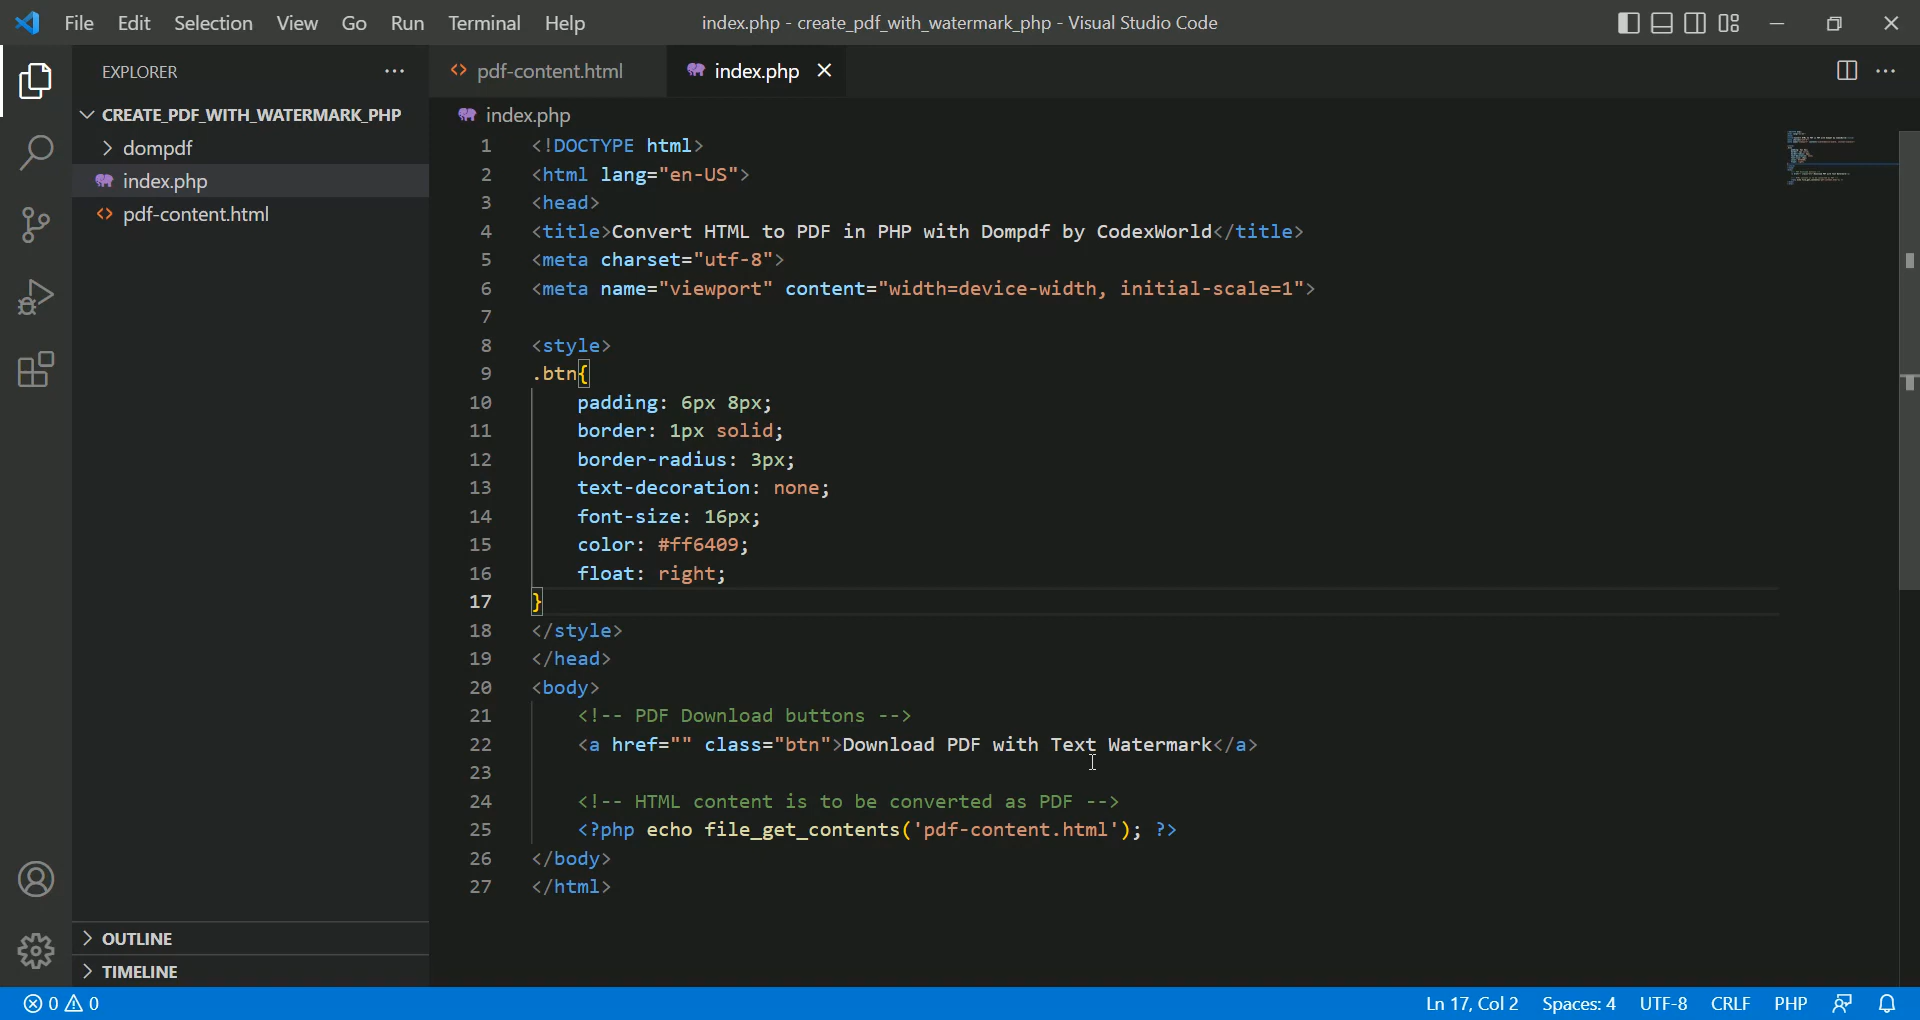 File Edit Selection View Go Run Terminal Help
index.php - create_pdf_with_watermark_php - Visual Studio Code
EXPLORER
CREATE_PDF_WITH_WATERMARK_PHP
dompdf
index.php
pdf-content.html
OUTLINE
TIMELINE
pdf-content.html
index.php
index.php
1 <!DOCTYPE html>
2 <html lang="en-US">
3 <head>
4 <title>Convert HTML to PDF in PHP with Dompdf by CodexWorld</title>
5 <meta charset="utf-8">
6 <meta name="viewport" content="width=device-width, initial-scale=1">
7
8 <style>
9 .btn{
10 padding: 6px 8px;
11 border: 1px solid;
12 border-radius: 3px;
13 text-decoration: none;
14 font-size: 16px;
15 color: #ff6409;
16 float: right;
17 }
18 </style>
19 </head>
20 <body>
21 <!-- PDF Download buttons -->
22 <a href="" class="btn">Download PDF with Text Watermark</a>
23
24 <!-- HTML content is to be converted as PDF -->
25 <?php echo file_get_contents('pdf-content.html'); ?>
26 </body>
27 </html>
0 0
Ln 17, Col 2 Spaces: 4 UTF-8 CRLF PHP